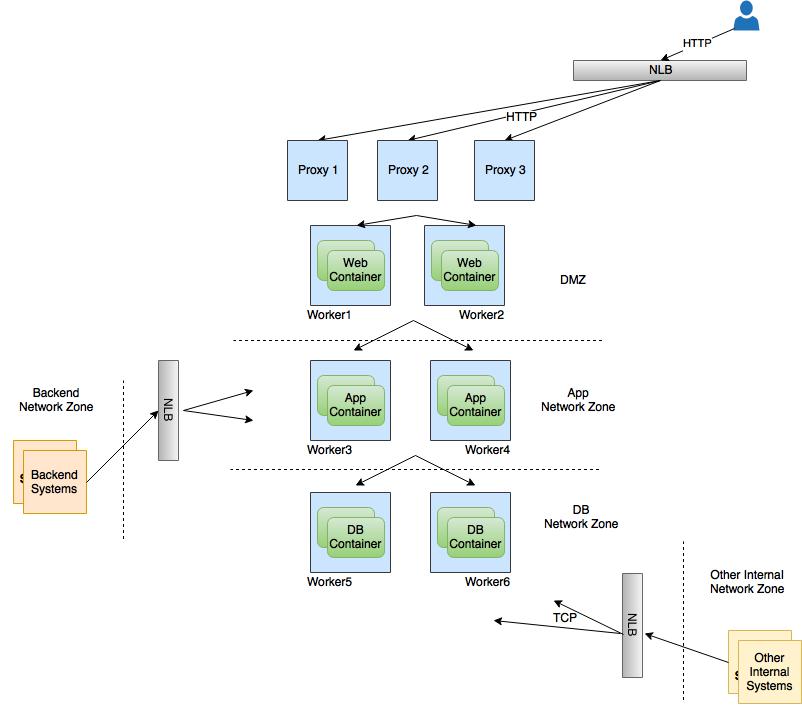 HTTP
NLB
HTTP
Proxy 1
Proxy 2
Proxy 3
Web
Container
Web
Container
DMZ
Worker1
Worker2
Backend
Network Zone
NLB
App
Container
App
Container
App
Network Zone
Worker3
Worker4
Backend
Systems
DB
Container
DB
Container
DB
Network Zone
Worker5
Worker6
Other Internal
Network Zone
TCP
NLB
Other
Internal
Systems